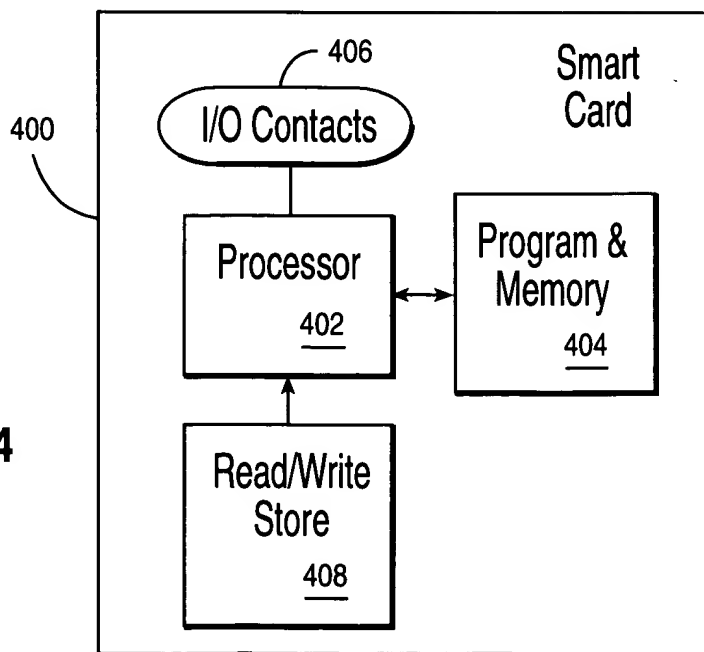 406
Smart
Card
400
I/O Contacts
Processor
402
Program &
Memory
404
4
Read/Write
Store
408